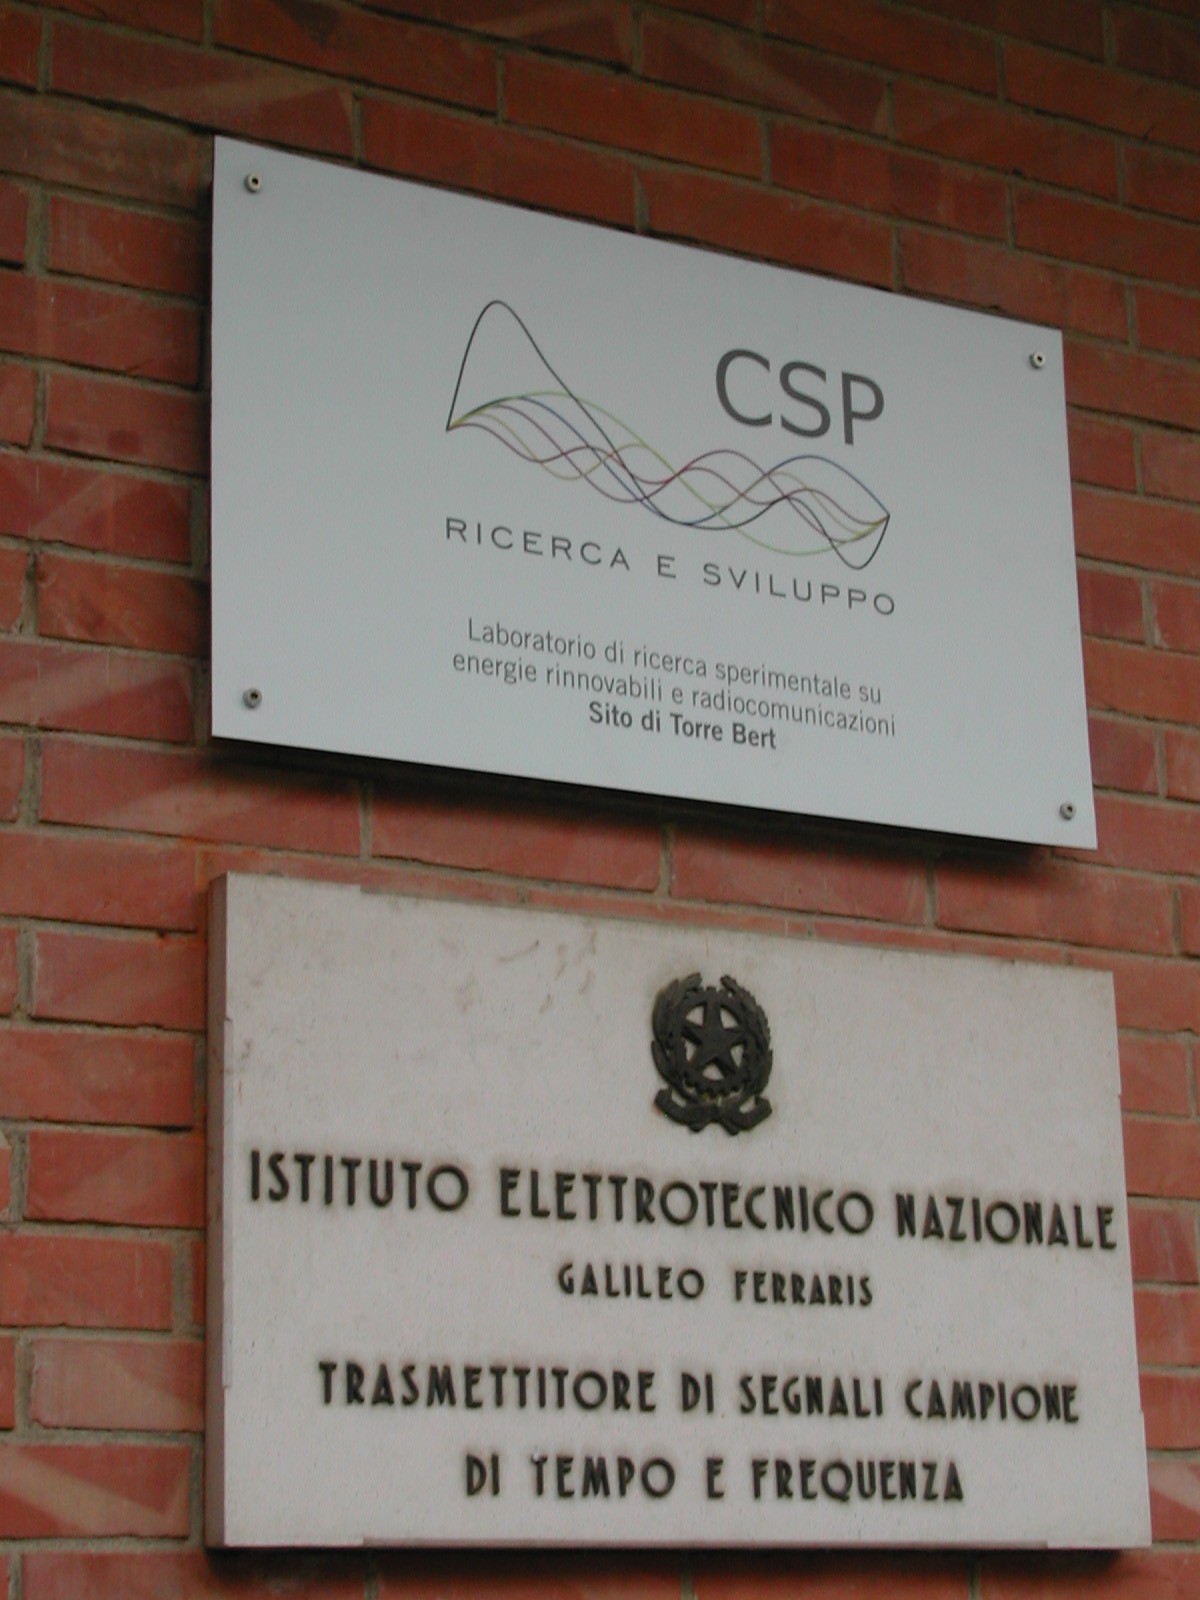 CSP
RICERCA E SVILUPPO
Laboratorio di ricerca sperimentale su
energie rinnovabili e radiocomunicazioni
Sito di Torre Bert
ISTITUTO ELETTROTECNICO NAZIONALE
GALILEO FERRARIS
TRASMETTITORE DI SEGNALI CAMPIONE
DI TEMPO E FREQUENZA